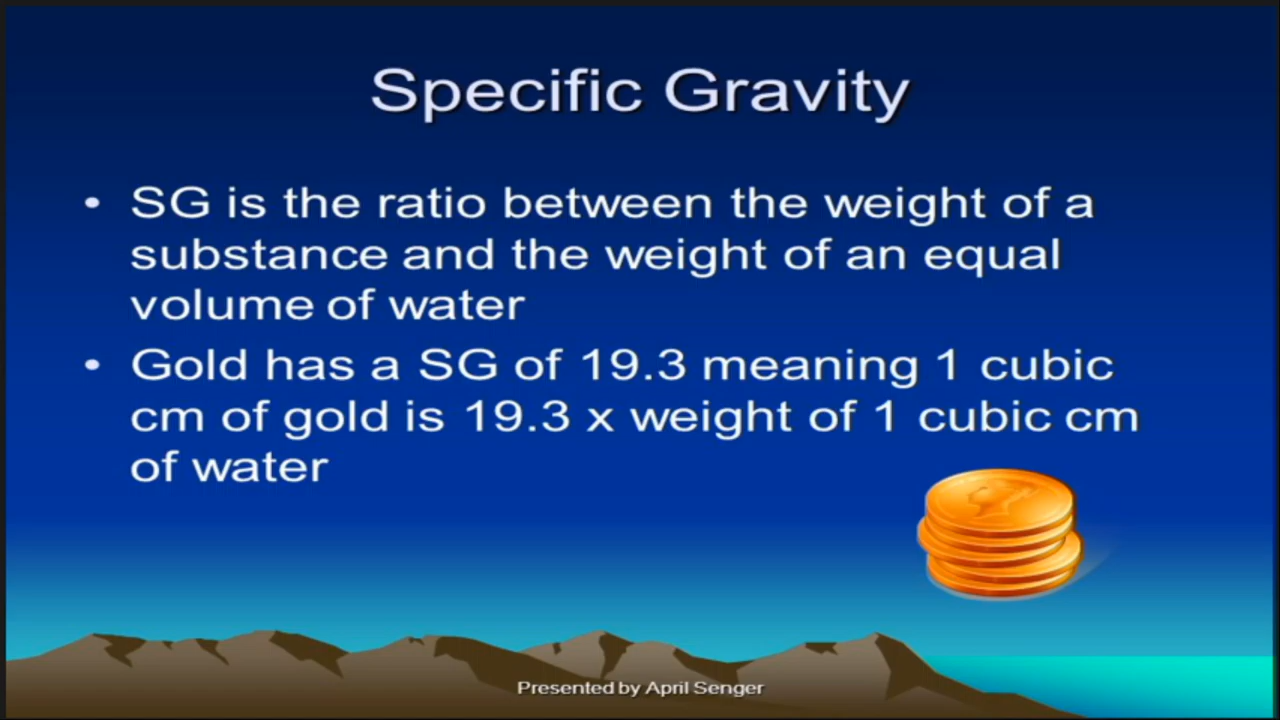 Specific Gravity
• SG is the ratio between the weight of a
substance and the weight of an equal
volume of water
• Gold has a SG of 19.3 meaning 1 cubic
cm of gold is 19.3 x weight of 1 cubic cm
of water
Presented by April Senger